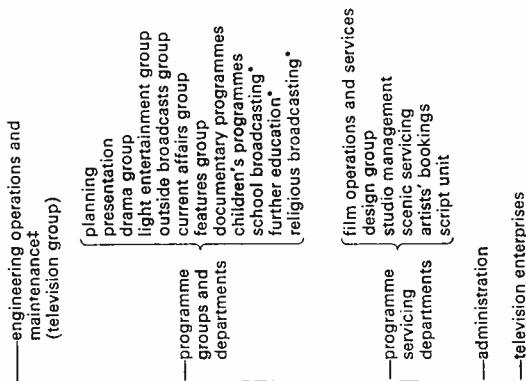 engineering operations and
maintenance‡
(television group)
programme
groups and
departments
planning
presentation
drama group
light entertainment group
outside broadcasts group
current affairs group
features group
documentary programmes
children's programmes
school broadcasting*
further education*
religious broadcasting*
programme
servicing
departments
film operations and services
design group
studio management
scenic servicing
artists' bookings
script unit
administration
television enterprises